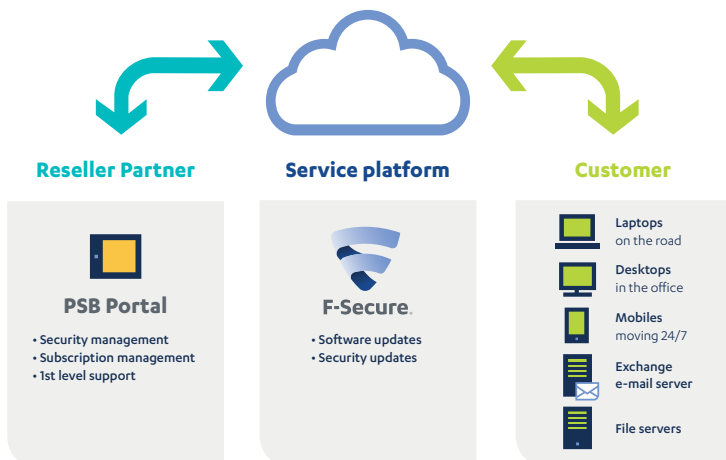 Reseller Partner
Service platform
Customer
PSB Portal
• Security management
• Subscription management
• 1st level support
F-Secure.
• Software updates
• Security updates
Laptops
on the road
Desktops
in the office
Mobiles
moving 24/7
Exchange
e-mail server
File servers